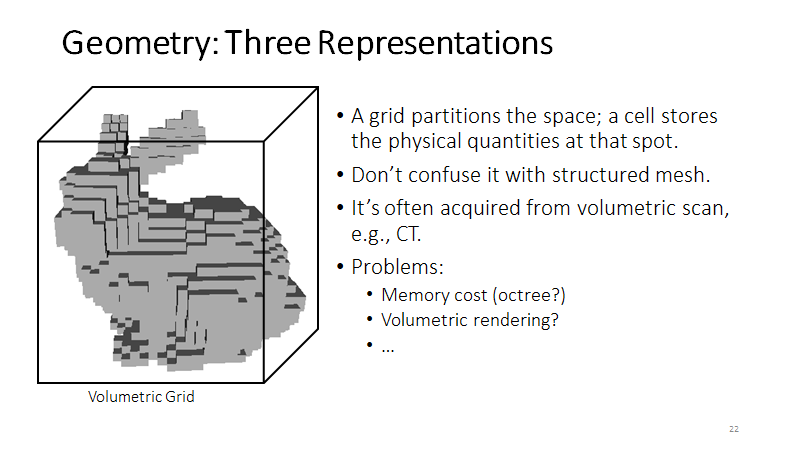 Geometry: Three Representations
• A grid partitions the space; a cell stores
the physical quantities at that spot.
• Don’t confuse it with structured mesh.
• It’s often acquired from volumetric scan,
e.g., CT.
• Problems:
• Memory cost (octree?)
• Volumetric rendering?
• ...
Volumetric Grid
22